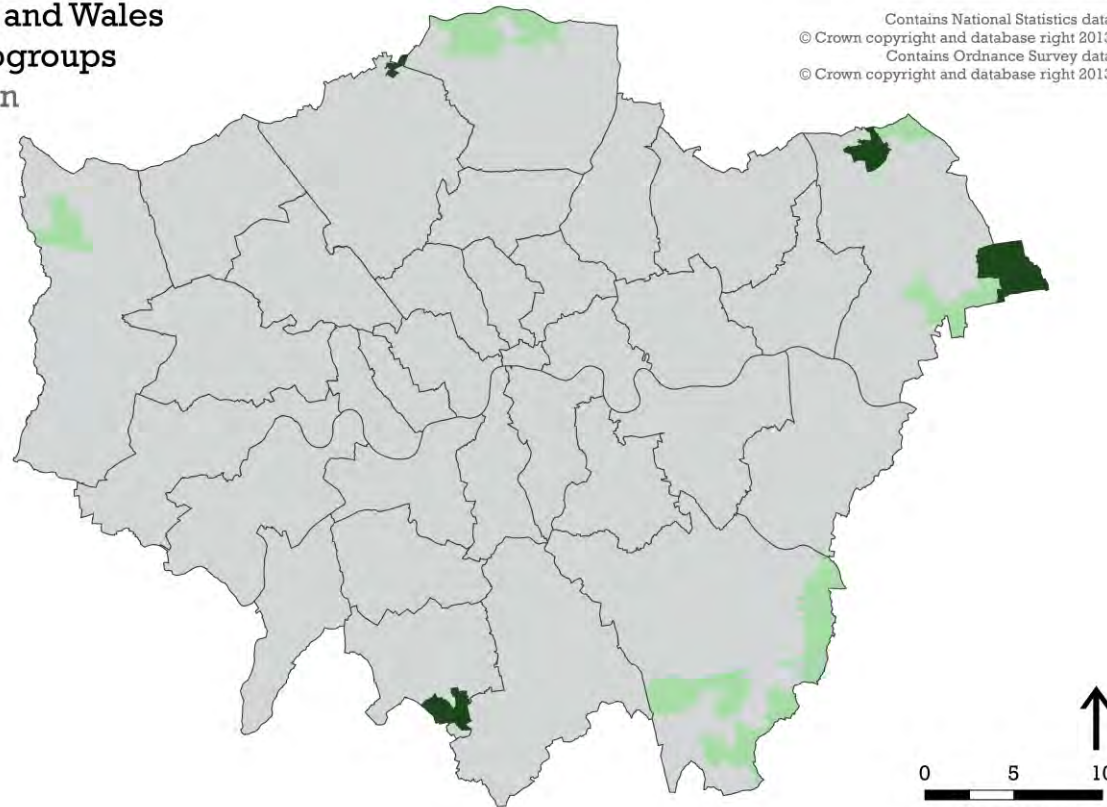 and Wales
ogroups
n
Contains National Statistics data
© Crown copyright and database right 2013
Contains Ordnance Survey data
© Crown copyright and database right 2013
0 5 10